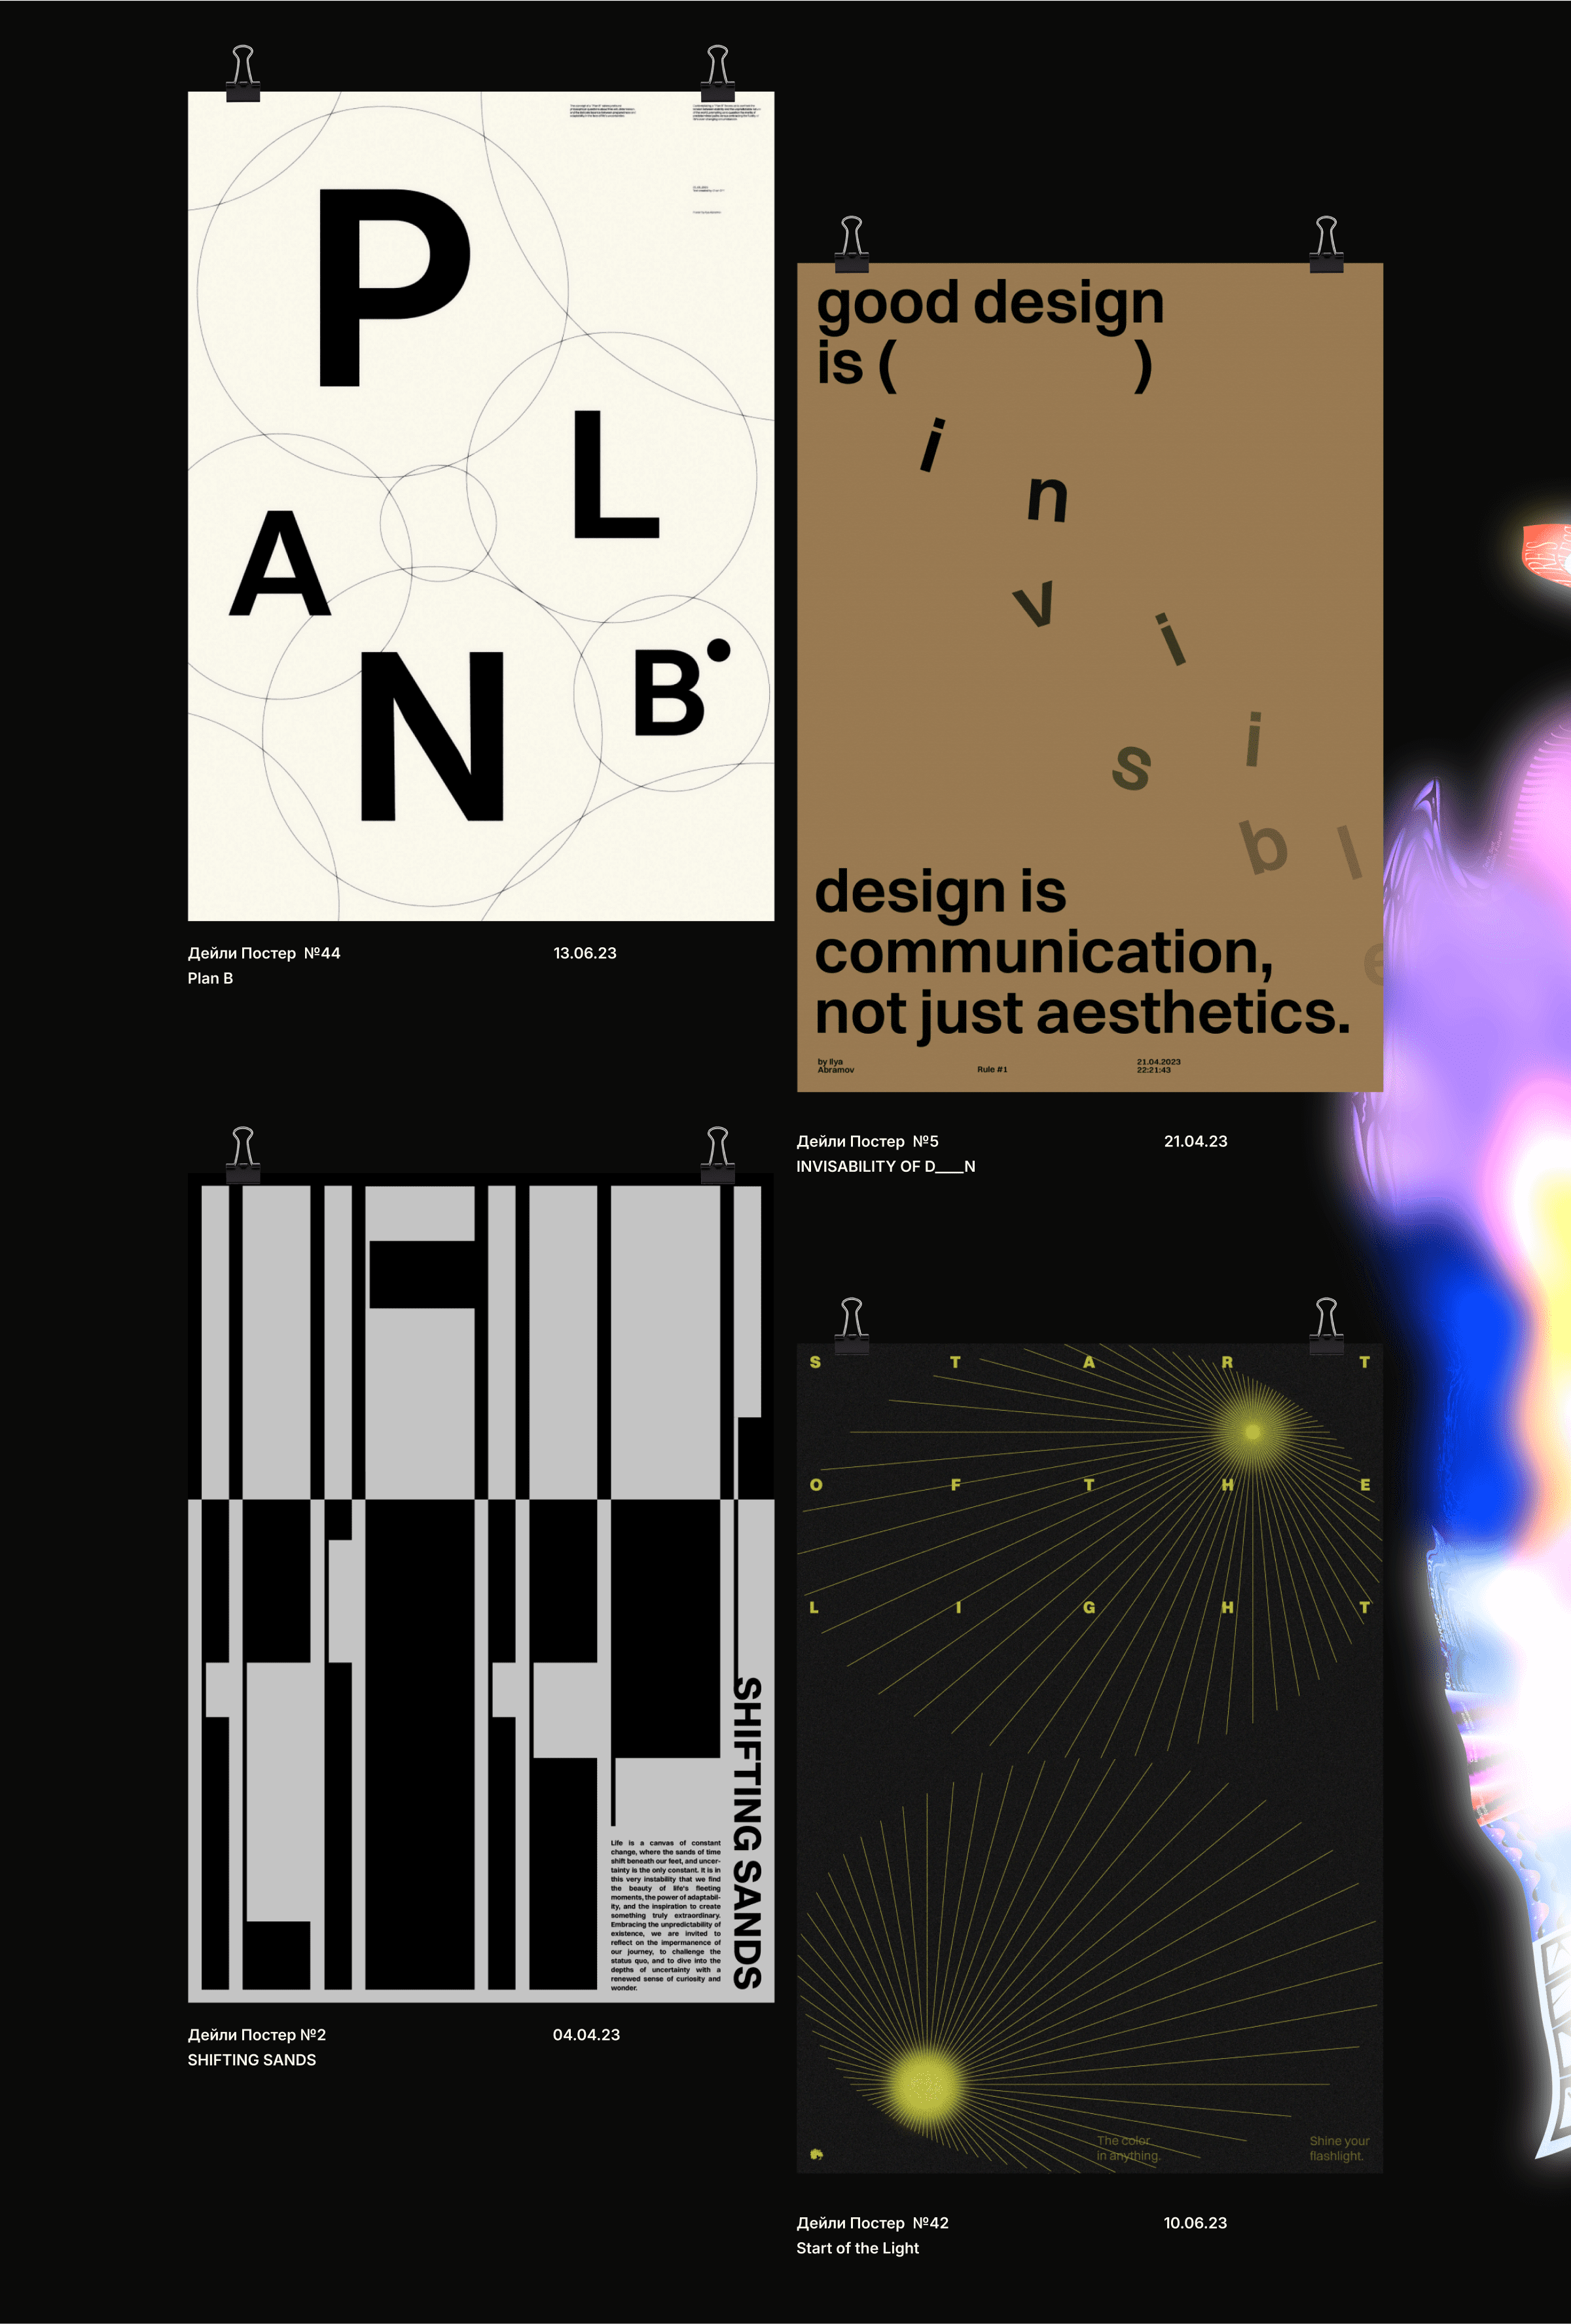 P
L
A
N
B
Дейли Постер №44
13.06.23
Plan B
good design
is ( )
i
n
v
i
s
i
b
l
e
design is
communication,
not just aesthetics.
by Ilya
Abramov
Rule #1
21.04.2023
22:21:43
Дейли Постер №5
21.04.23
INVISABILITY OF D___N
SHIFTING SANDS
Life is a canvas of constant
change, where the sands of time
shift beneath our feet, and uncer-
tainty is the only constant. It is in
this very instability that we find
the beauty of life's fleeting
moments, the power of adaptabil-
ity, and the inspiration to create
something truly extraordinary.
Embracing the unpredictability of
existence, we are invited to
reflect on the impermanence of
our journey, to challenge the
status quo, and to dive into the
depths of uncertainty with a
renewed sense of curiosity and
wonder.
Дейли Постер №2
04.04.23
SHIFTING SANDS
S T A R T
O F T H E
L I G H T
The color
in anything.
Shine your
flashlight.
Дейли Постер №42
10.06.23
Start of the Light